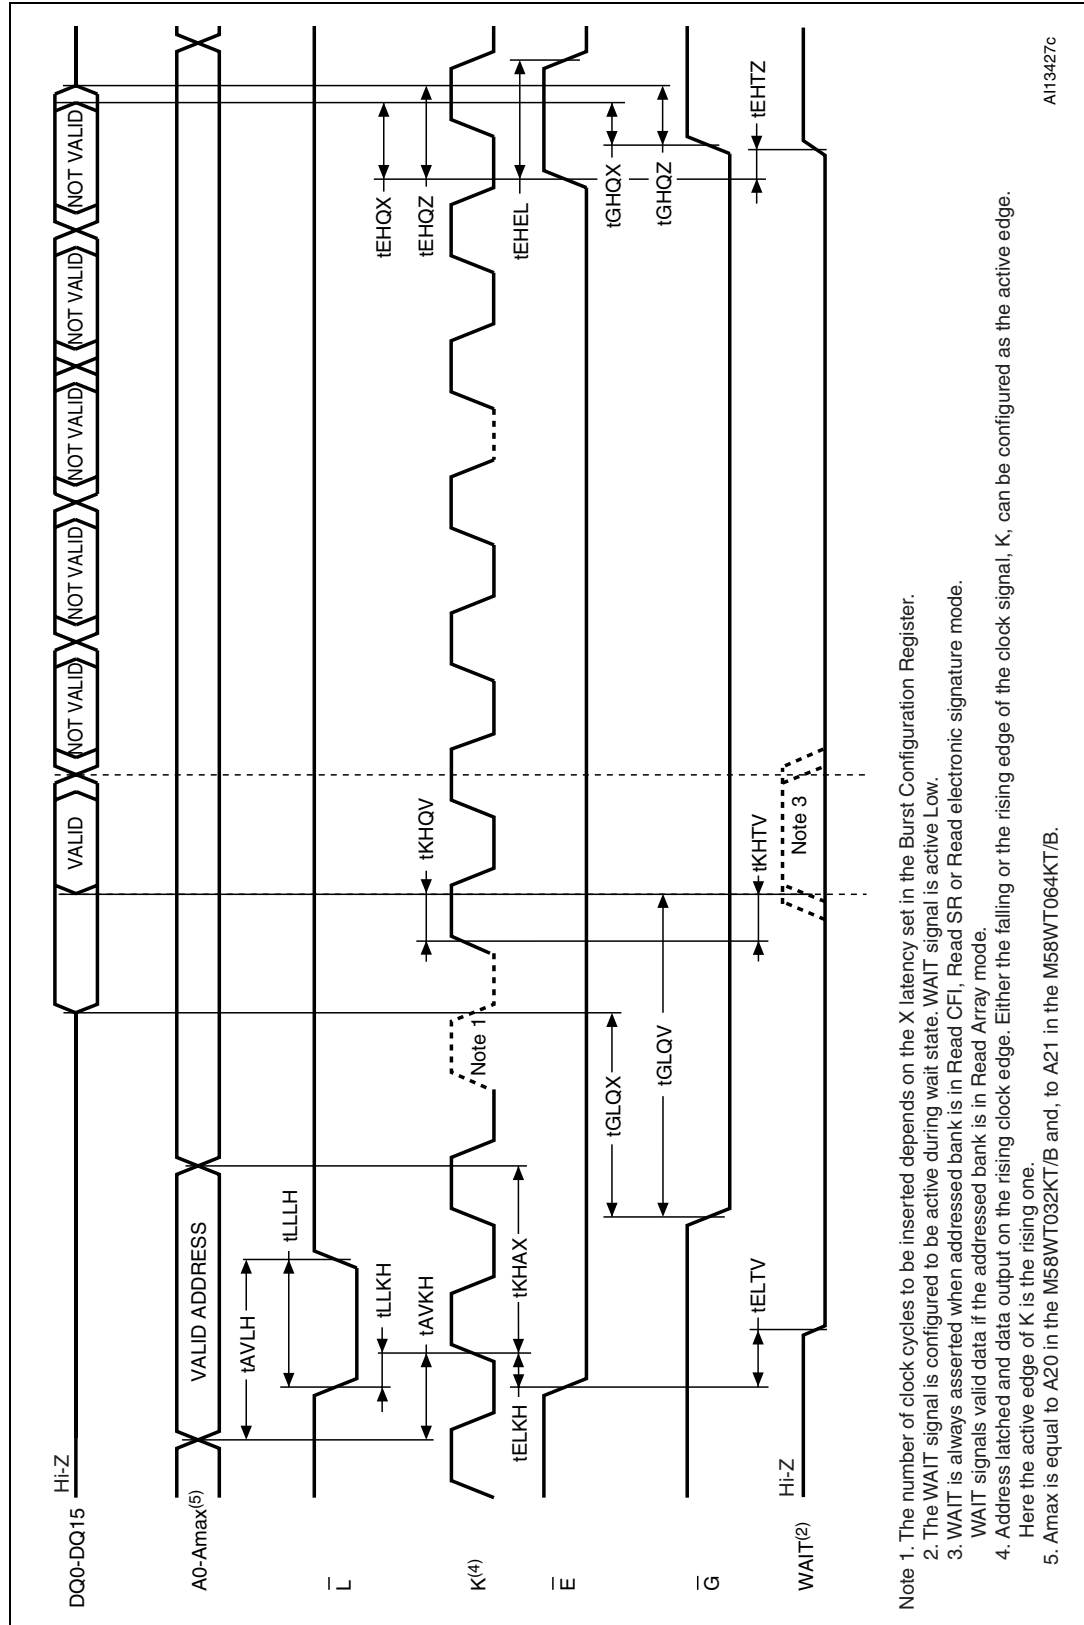 DQ0-DQ15
Hi-Z
VALID
NOT VALID
NOT VALID
NOT VALID
NOT VALID
NOT VALID
A0-Amax(5)
VALID ADDRESS
tAVLH
tLLLH
L
tLLKH
tEHQX
tAVKH
tKHQV
tEHQZ
K(4)
Note 1
tELKH
tKHAX
tEHEL
E
tGLQX
tGHQX
tGLQV
tGHQZ
G
tELTV
tKHTV
tEHTZ
Hi-Z
Note 3
WAIT(2)
Note 1. The number of clock cycles to be inserted depends on the X latency set in the Burst Configuration Register.
2. The WAIT signal is configured to be active during wait state. WAIT signal is active Low.
3. WAIT is always asserted when addressed bank is in Read CFI, Read SR or Read electronic signature mode.
WAIT signals valid data if the addressed bank is in Read Array mode.
4. Address latched and data output on the rising clock edge. Either the falling or the rising edge of the clock signal, K, can be configured as the active edge.
Here the active edge of K is the rising one.
5. Amax is equal to A20 in the M58WT032KT/B and, to A21 in the M58WT064KT/B.
AI13427c